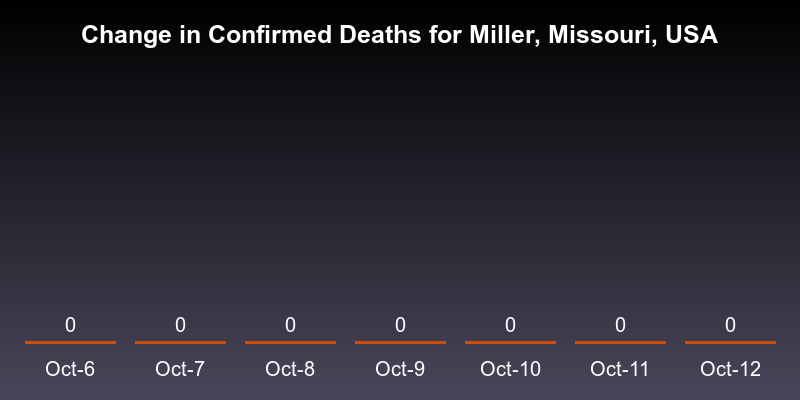 Change in Confirmed Deaths for Miller, Missouri, USA
0 0 0 0 0 0 0
Oct-6 Oct-7 Oct-8 Oct-9 Oct-10 Oct-11 Oct-12